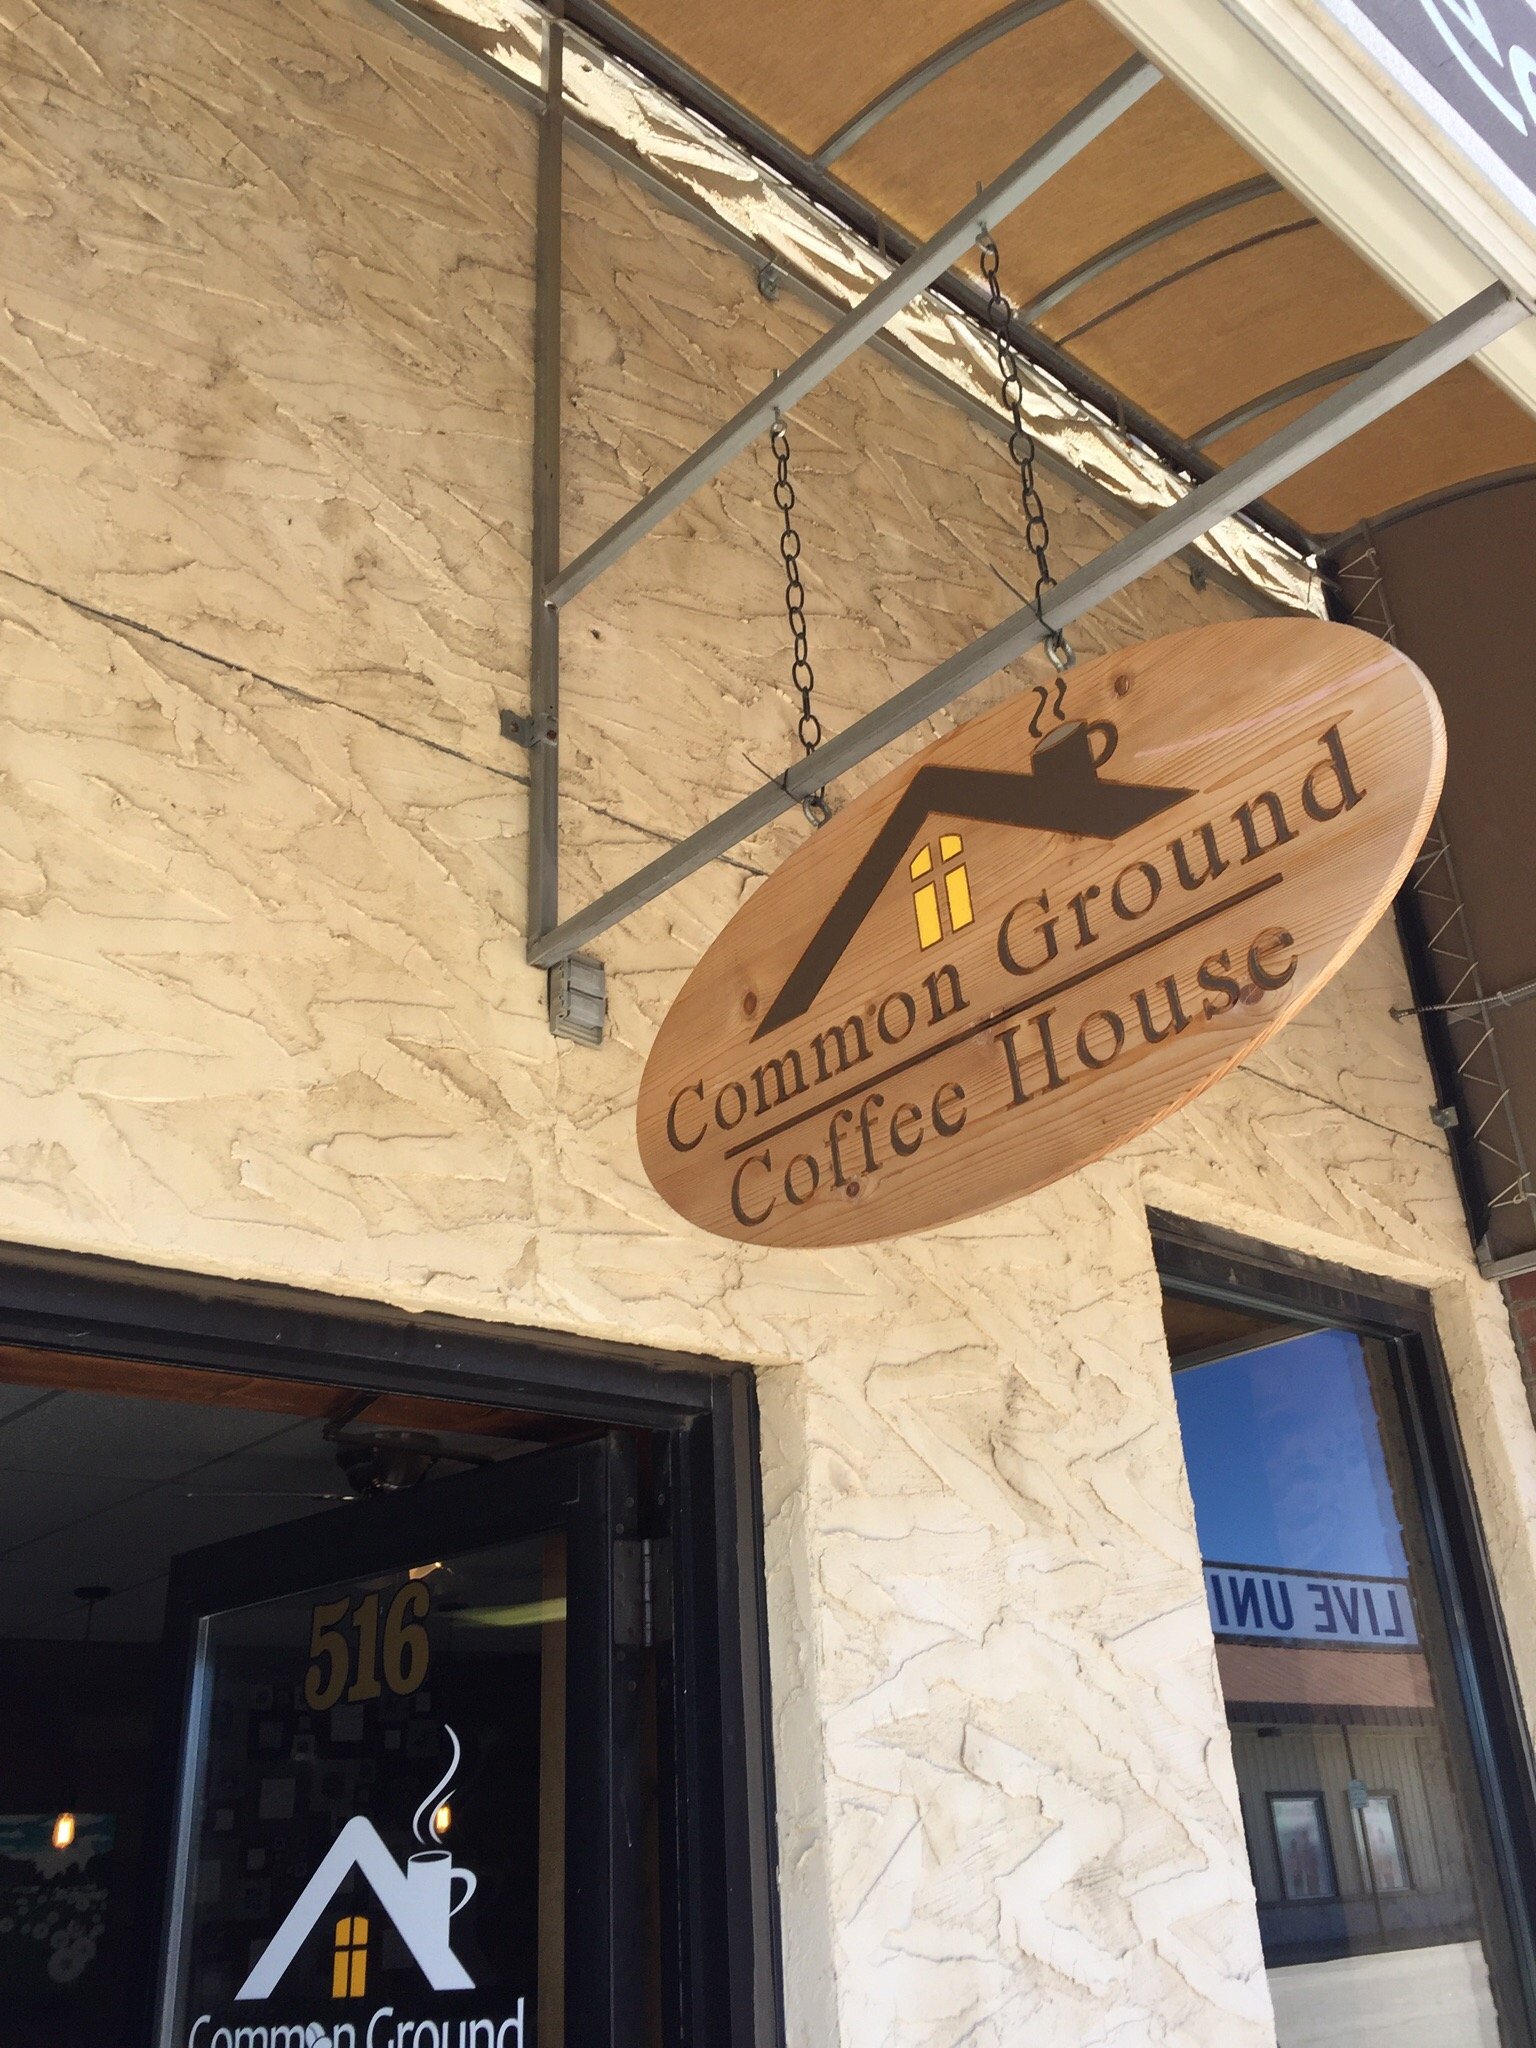 Common Ground
Coffee House
516
Common Ground
LIVE UNI